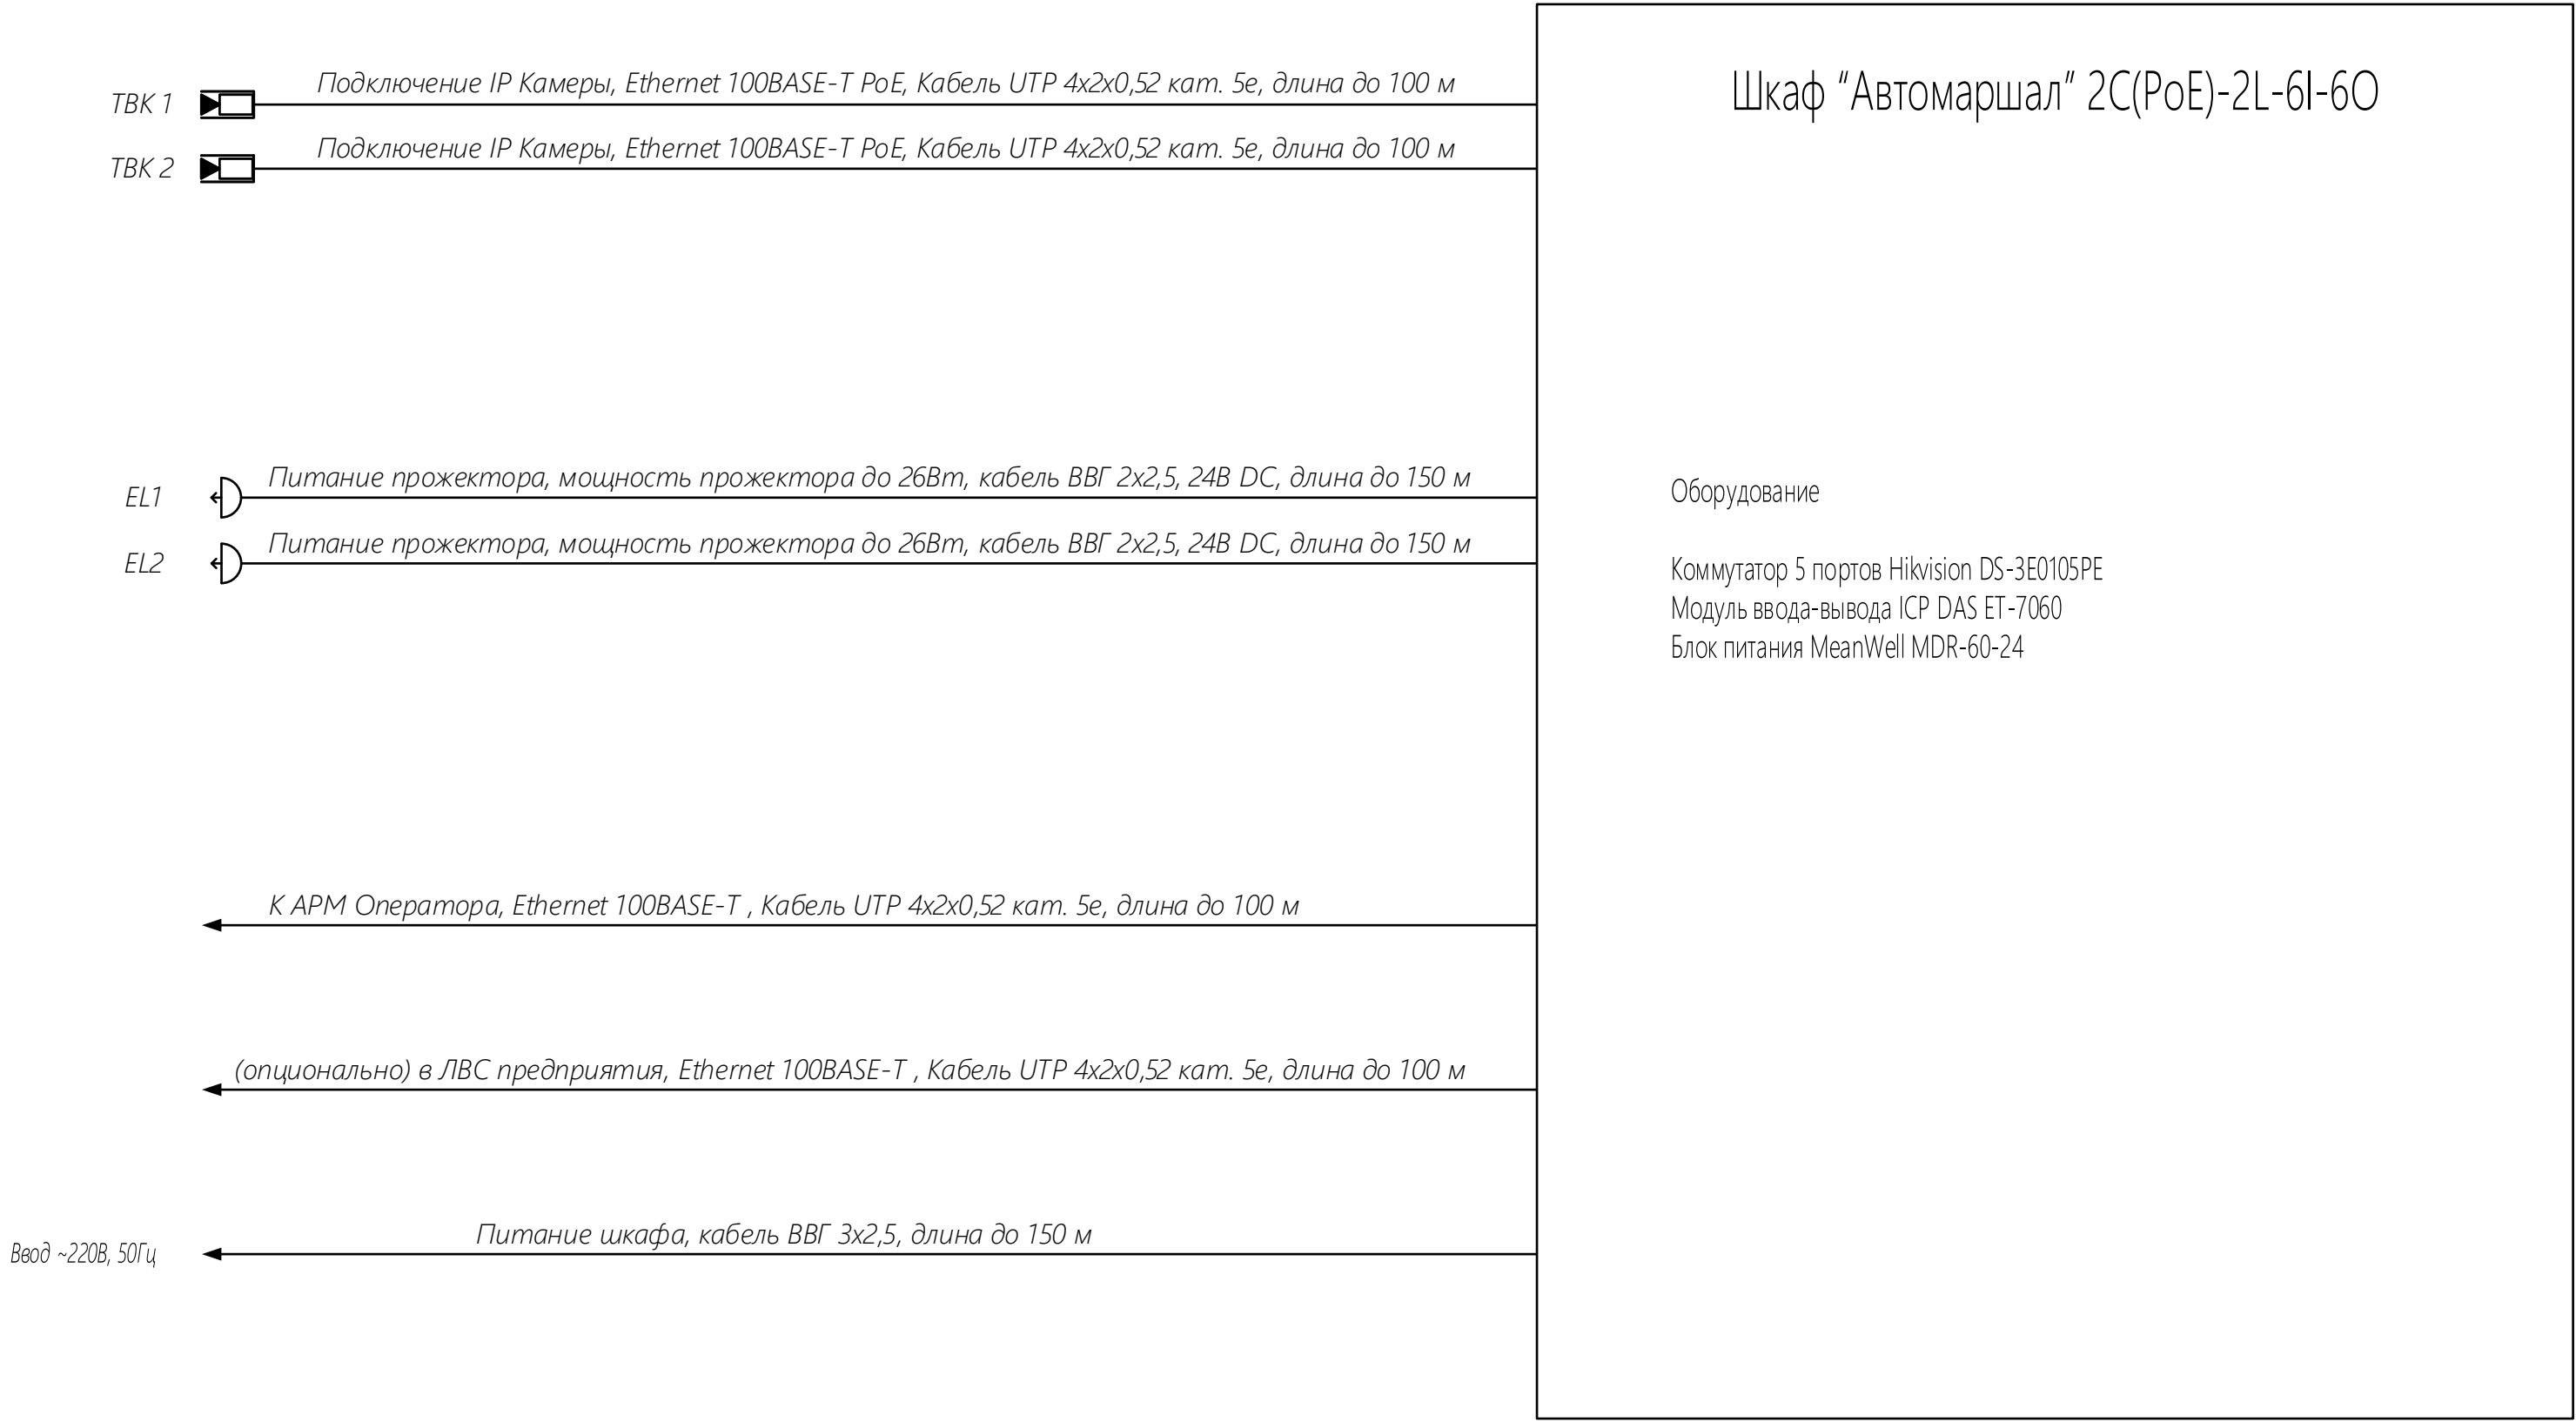 Шкаф “Автомаршал” 2C(PoE)-2L-6I-6O
ТВК 1
Подключение IP Камеры, Ethernet 100BASE-T PoE, Кабель UTP 4x2x0,52 кат. 5е, длина до 100 м
ТВК 2
Подключение IP Камеры, Ethernet 100BASE-T PoE, Кабель UTP 4x2x0,52 кат. 5е, длина до 100 м
EL1
Питание прожектора, мощность прожектора до 26Вт, кабель ВВГ 2х2,5, 24В DC, длина до 150 м
EL2
Питание прожектора, мощность прожектора до 26Вт, кабель ВВГ 2х2,5, 24В DC, длина до 150 м
Оборудование
Коммутатор 5 портов Hikvision DS-3E0105PE
Модуль ввода-вывода ICP DAS ET-7060
Блок питания MeanWell MDR-60-24
К АРМ Оператора, Ethernet 100BASE-T , Кабель UTP 4x2x0,52 кат. 5е, длина до 100 м
(опционально) в ЛВС предприятия, Ethernet 100BASE-T , Кабель UTP 4x2x0,52 кат. 5е, длина до 100 м
Ввод ~220В, 50Гц
Питание шкафа, кабель ВВГ 3х2,5, длина до 150 м